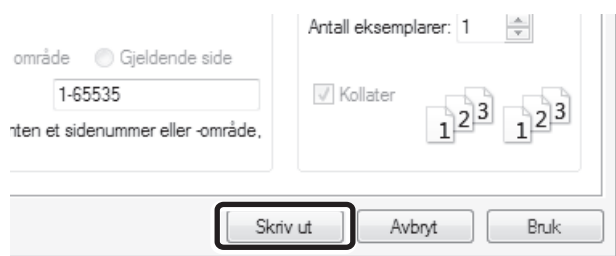 Antall eksemplarer: 1
område Gjeldende side
1-65535
Kollater
nten et sidenummer eller -område,
1 2 3 1 2 3
Skriv ut Avbryt Bruk